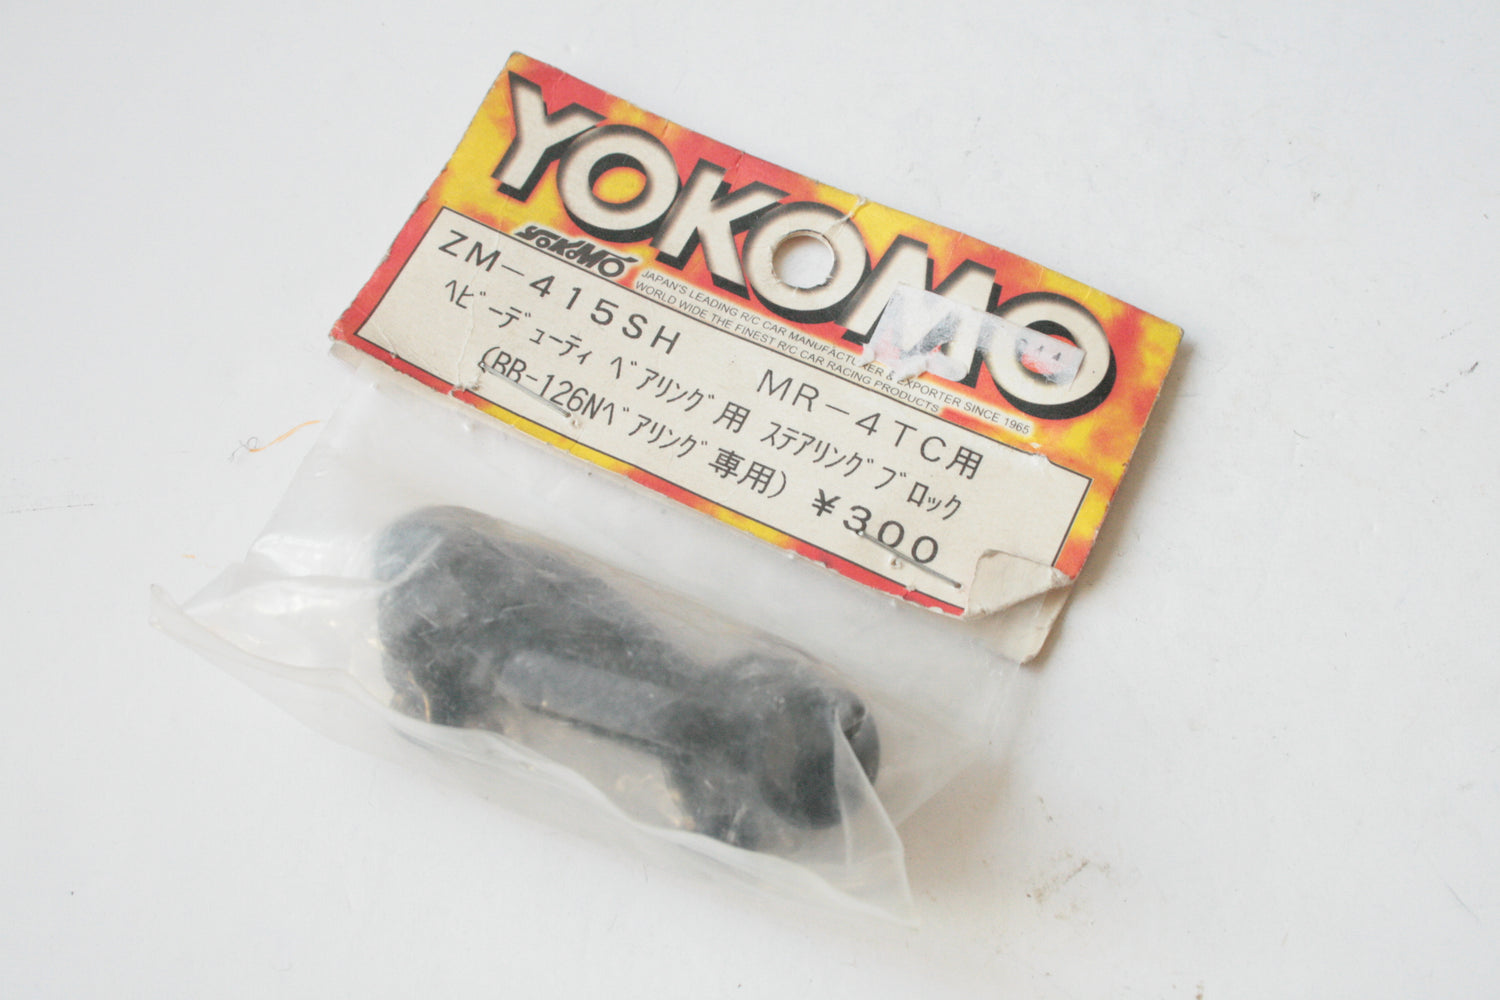 YOKOMO
YOKOMO
JAPAN'S LEADING R/C CAR MANUFACTURER & EXPORTER SINCE 1965
WORLD WIDE THE FINEST R/C CAR RACING PRODUCTS
ZM-415SH MR-4TC用
ﾍﾋﾞｰﾃﾞｭｰﾃｨ ﾍﾞｱﾘﾝｸﾞ用 ｽﾃｱﾘﾝｸﾞﾌﾞﾛｯｸ
(BB-126Nﾍﾞｱﾘﾝｸﾞ専用) ¥300